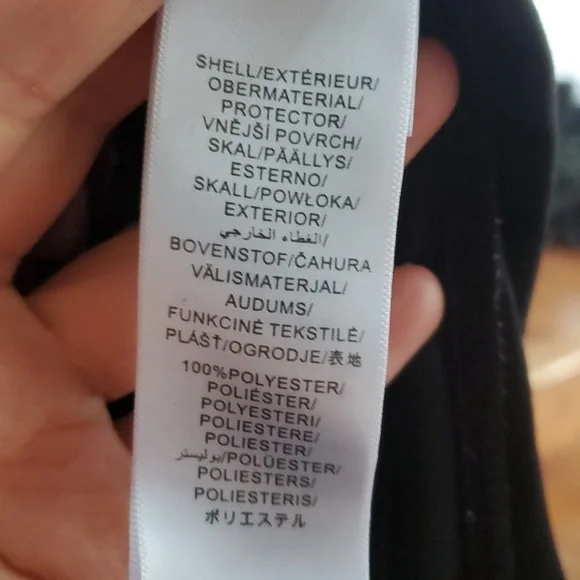 SHELL/EXTÉRIEUR/
OBERMATERIAL/
PROTECTOR/
VNĚJŠÍ POVRCH/
SKAL/PÄÄLLYS/
ESTERNO/
SKALL/POWŁOKA/
EXTERIOR/
الغطاء الخارجي/
BOVENSTOF/ČAHURA
VÄLISMATERJAL/
AUDUMS/
FUNKCINĖ TEKSTILĖ/
PLÁŠŤ/OGRODJE/表地
100%POLYESTER/
POLIÉSTER/
POLYESTERI/
POLIESTERE/
POLIESTER/
بوليستر/POLÜESTER/
POLIESTERS/
POLIESTERIS/
ポリエステル